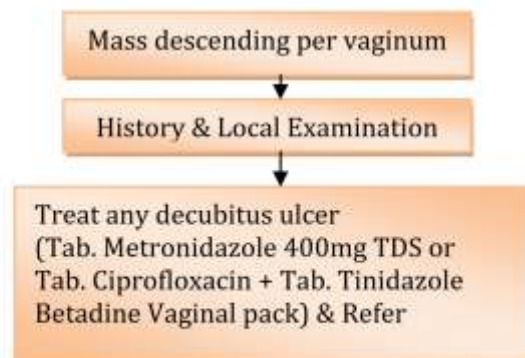 Mass descending per vaginum
History & Local Examination
Treat any decubitus ulcer
(Tab. Metronidazole 400mg TDS or
Tab. Ciprofloxacin + Tab. Tinidazole
Betadine Vaginal pack) & Refer